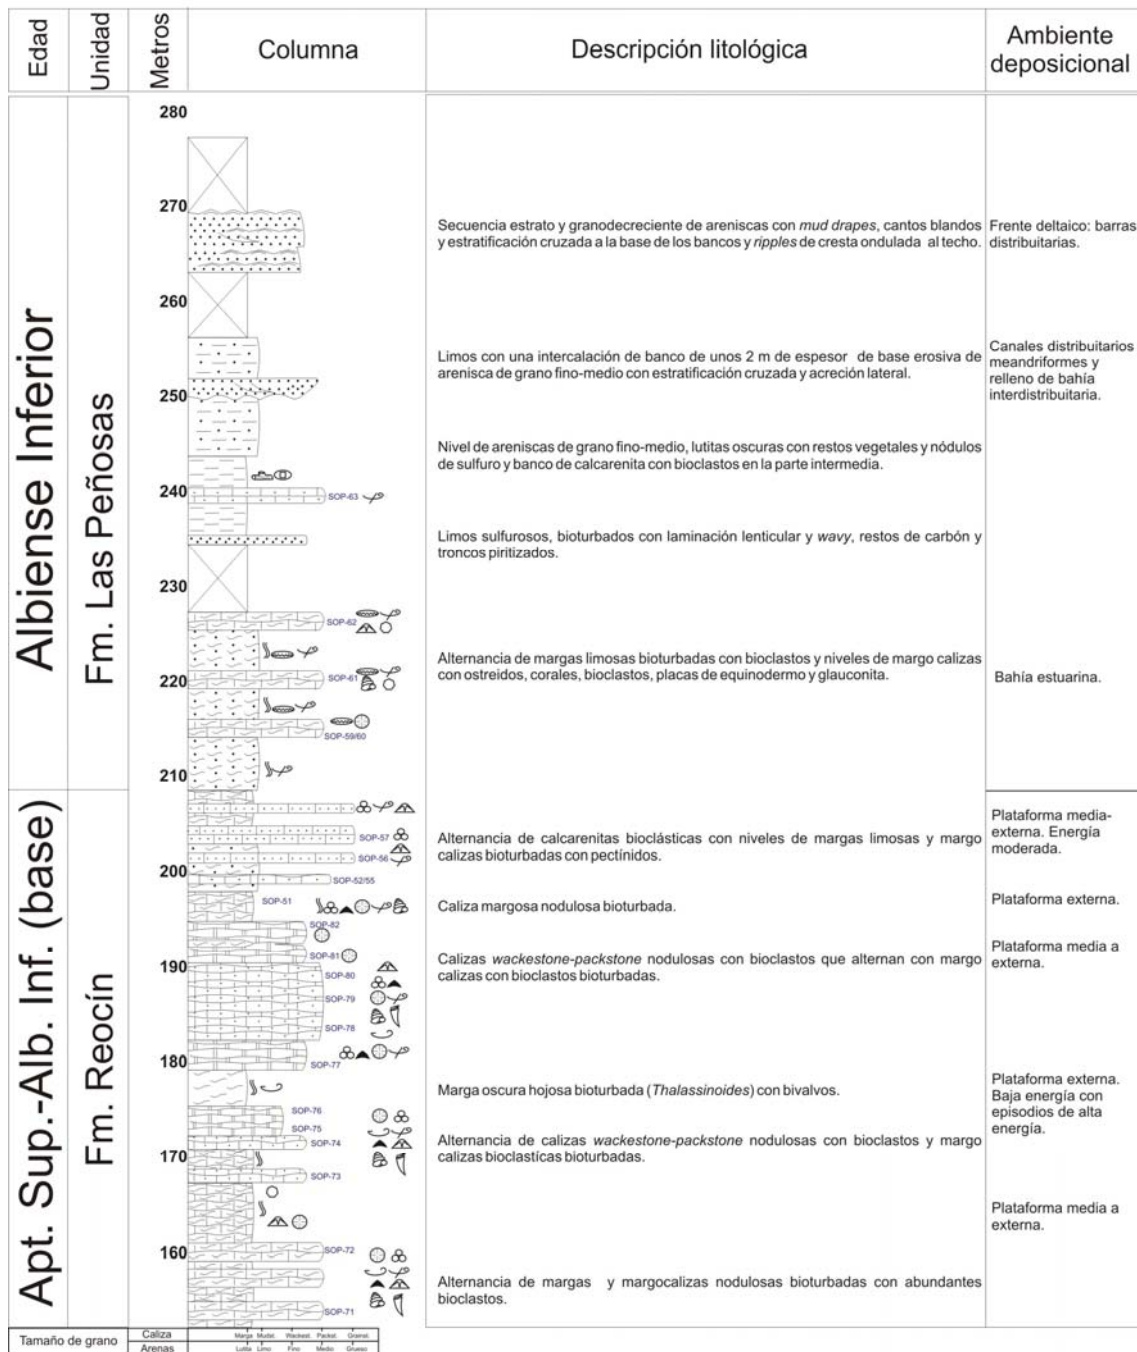 Edad
Unidad
Metros
Columna
Descripción litológica
Ambiente
deposicional
Albiense Inferior
Fm. Las Peñosas
280
270
Secuencia estrato y granodecreciente de areniscas con mud drapes, cantos blandos
y estratificación cruzada a la base de los bancos y ripples de cresta ondulada al techo.
Frente deltaico: barras
distribuitarias.
260
Limos con una intercalación de banco de unos 2 m de espesor de base erosiva de
arenisca de grano fino-medio con estratificación cruzada y acreción lateral.
Canales distribuitarios
meandriformes y
relleno de bahía
interdistribuitaria.
250
Nivel de areniscas de grano fino-medio, lutitas oscuras con restos vegetales y nódulos
de sulfuro y banco de calcarenita con bioclastos en la parte intermedia.
240
SOP-63
Limos sulfurosos, bioturbados con laminación lenticular y wavy, restos de carbón y
troncos piritizados.
230
SOP-62
Alternancia de margas limosas bioturbadas con bioclastos y niveles de margo calizas
con ostreidos, corales, bioclastos, placas de equinodermo y glauconita.
220
SOP-61
Bahía estuarina.
SOP-59/60
210
Apt. Sup.-Alb. Inf. (base)
Fm. Reocín
SOP-57
Alternancia de calcarenitas bioclásticas con niveles de margas limosas y margo
calizas bioturbadas con pectínidos.
Plataforma media-
externa. Energía
moderada.
SOP-56
200
SOP-52/55
SOP-51
Caliza margosa nodulosa bioturbada.
Plataforma externa.
SOP-82
SOP-81
190
SOP-80
Calizas wackestone-packstone nodulosas con bioclastos que alternan con margo
calizas con bioclastos bioturbadas.
Plataforma media a
externa.
SOP-79
SOP-78
180
SOP-77
Marga oscura hojosa bioturbada (Thalassinoides) con bivalvos.
Plataforma externa.
Baja energía con
episodios de alta
energía.
SOP-76
SOP-75
SOP-74
Alternancia de calizas wackestone-packstone nodulosas con bioclastos y margo
calizas bioclastícas bioturbadas.
170
SOP-73
Plataforma media a
externa.
160
SOP-72
Alternancia de margas y margocalizas nodulosas bioturbadas con abundantes
bioclastos.
SOP-71
Tamaño de grano
Caliza
Marga Mudst. Wackest. Packst. Grainst.
Arenas
Lutita Limo Fino Medio Grueso